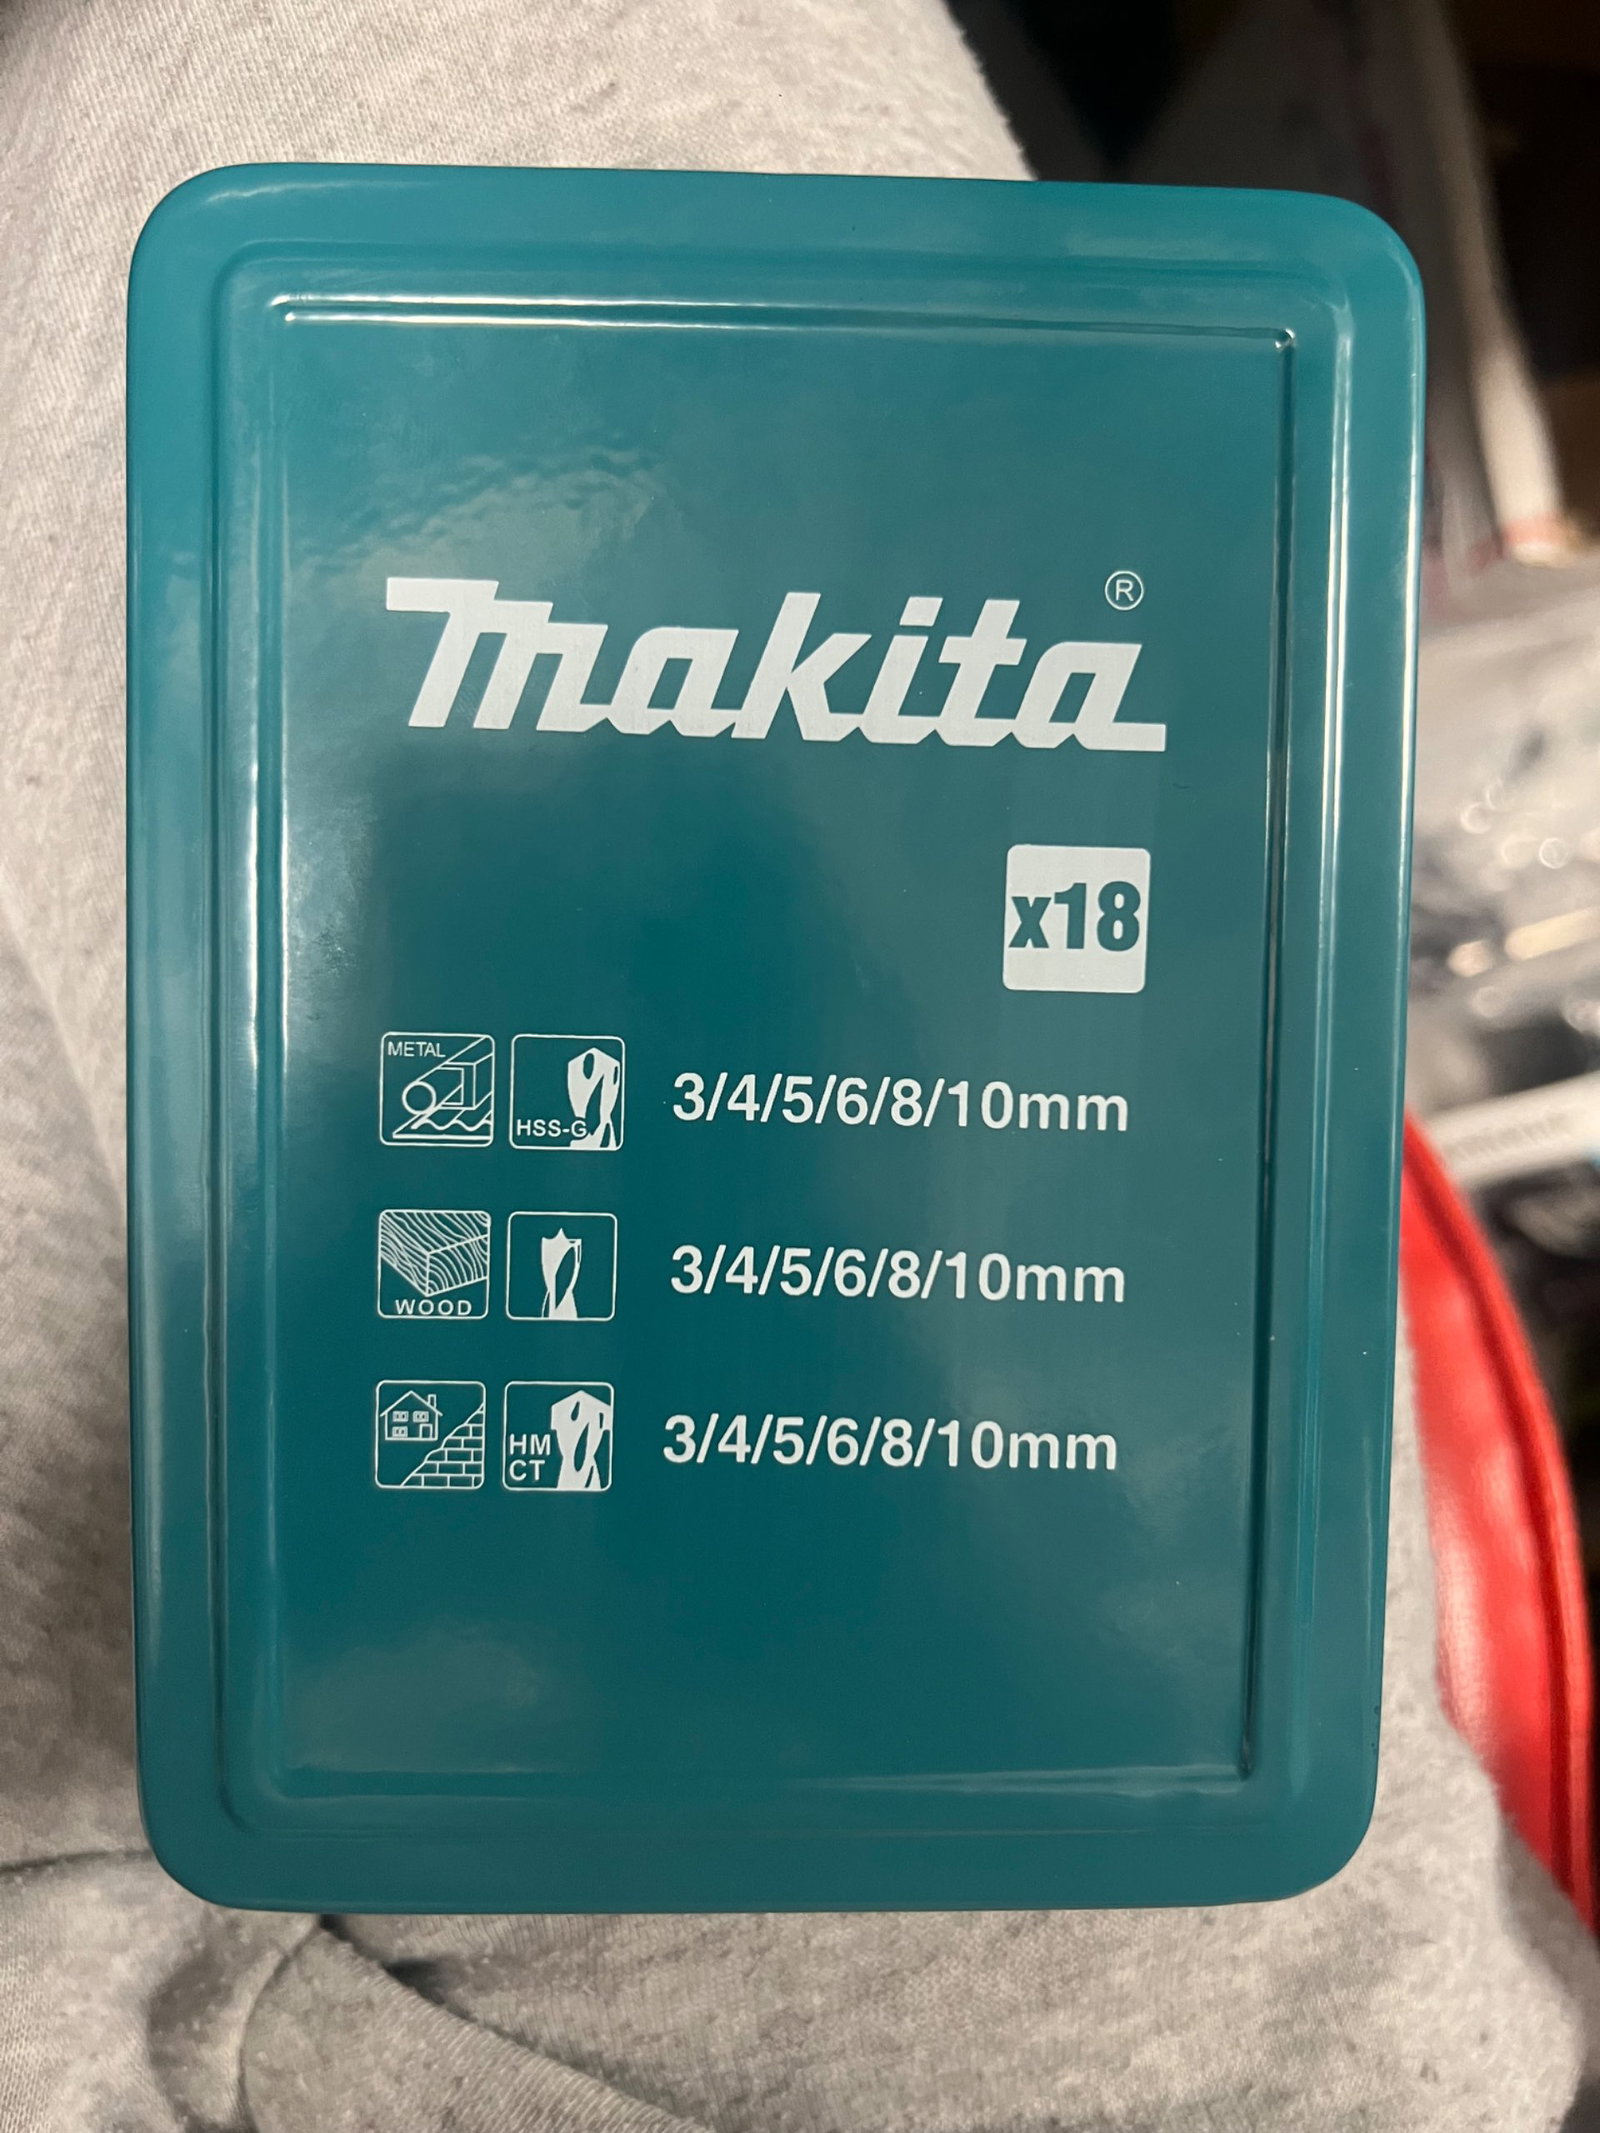 makita®
x18
METAL
HSS-G
3/4/5/6/8/10mm
WOOD
3/4/5/6/8/10mm
HM
CT
3/4/5/6/8/10mm